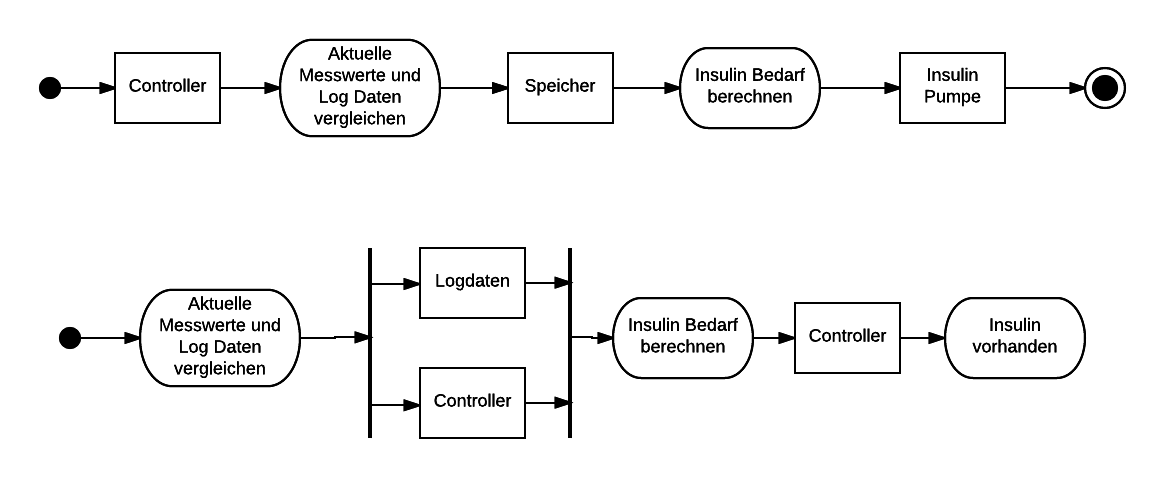 Controller
Aktuelle
Messwerte und
Log Daten
vergleichen
Speicher
Insulin Bedarf
berechnen
Insulin
Pumpe
Aktuelle
Messwerte und
Log Daten
vergleichen
Logdaten
Controller
Insulin Bedarf
berechnen
Controller
Insulin
vorhanden